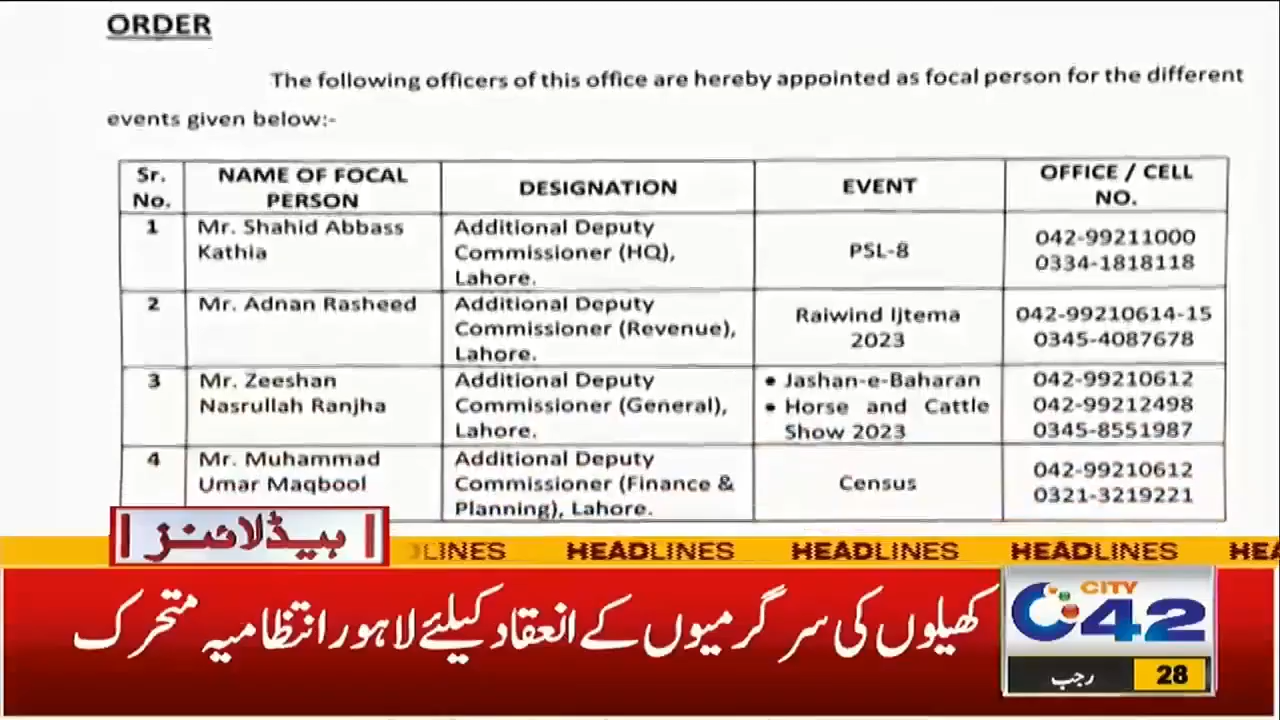 ORDER
The following officers of this office are hereby appointed as focal person for the different
events given below:-
Sr. No. NAME OF FOCAL PERSON DESIGNATION EVENT OFFICE / CELL NO.
1 Mr. Shahid Abbass Kathia Additional Deputy Commissioner (HQ), Lahore. PSL-8 042-99211000 0334-1818118
2 Mr. Adnan Rasheed Additional Deputy Commissioner (Revenue), Lahore. Raiwind Ijtema 2023 042-99210614-15 0345-4087678
3 Mr. Zeeshan Nasrullah Ranjha Additional Deputy Commissioner (General), Lahore. • Jashan-e-Baharan • Horse and Cattle Show 2023 042-99210612 042-99212498 0345-8551987
4 Mr. Muhammad Umar Maqbool Additional Deputy Commissioner (Finance & Planning), Lahore. Census 042-99210612 0321-3219221
ہیڈلائنز
LINES HEADLINES HEADLINES HEADLINES HEA
کھیلوں کی سرگرمیوں کے انعقاد کیلئے لاہور انتظامیہ متحرک
CITY
42
رجب 28